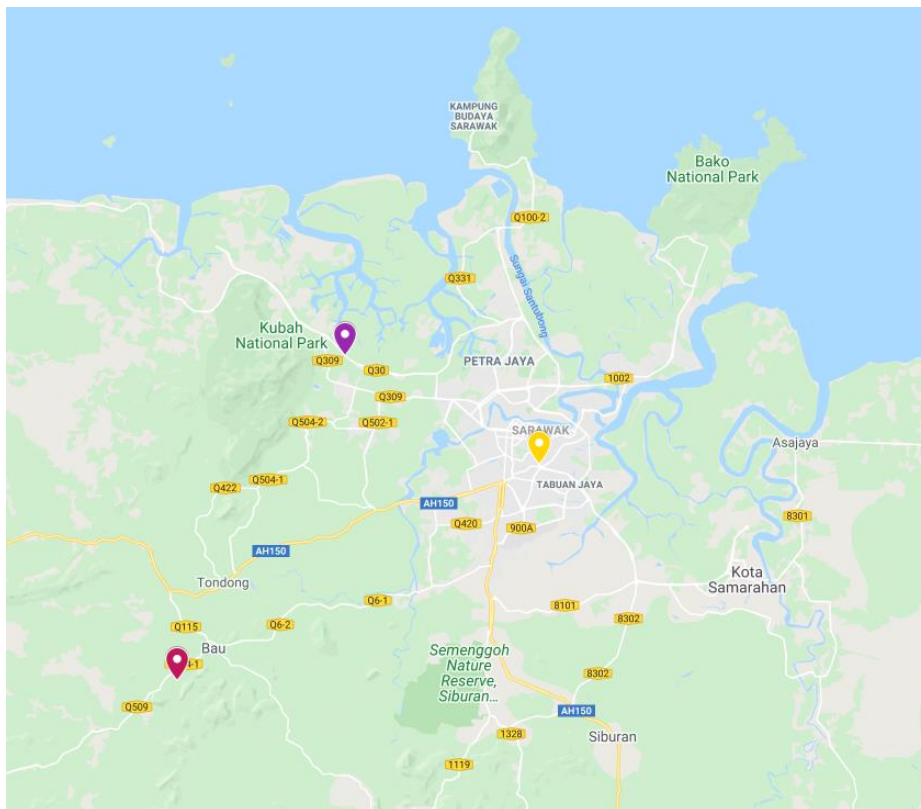 KAMPUNG
BUDAYA
SARAWAK
Bako
National Park
Q100-2
Sungai Santubong
Q331
Kubah
National Park
Q309
Q30
PETRA JAYA
1002
Q309
Q504-2
Q502-1
SARAWAK
Asajaya
Q422
Q504-1
TABUAN JAYA
AH150
Q420
900A
8301
AH150
Tondong
Kota
Samarahan
Q6-1
8101
8302
Q115
Q6-2
Bau
Semenggoh
Nature
Reserve,
Siburan...
8302
Q509
AH150
1328
Siburan
1119